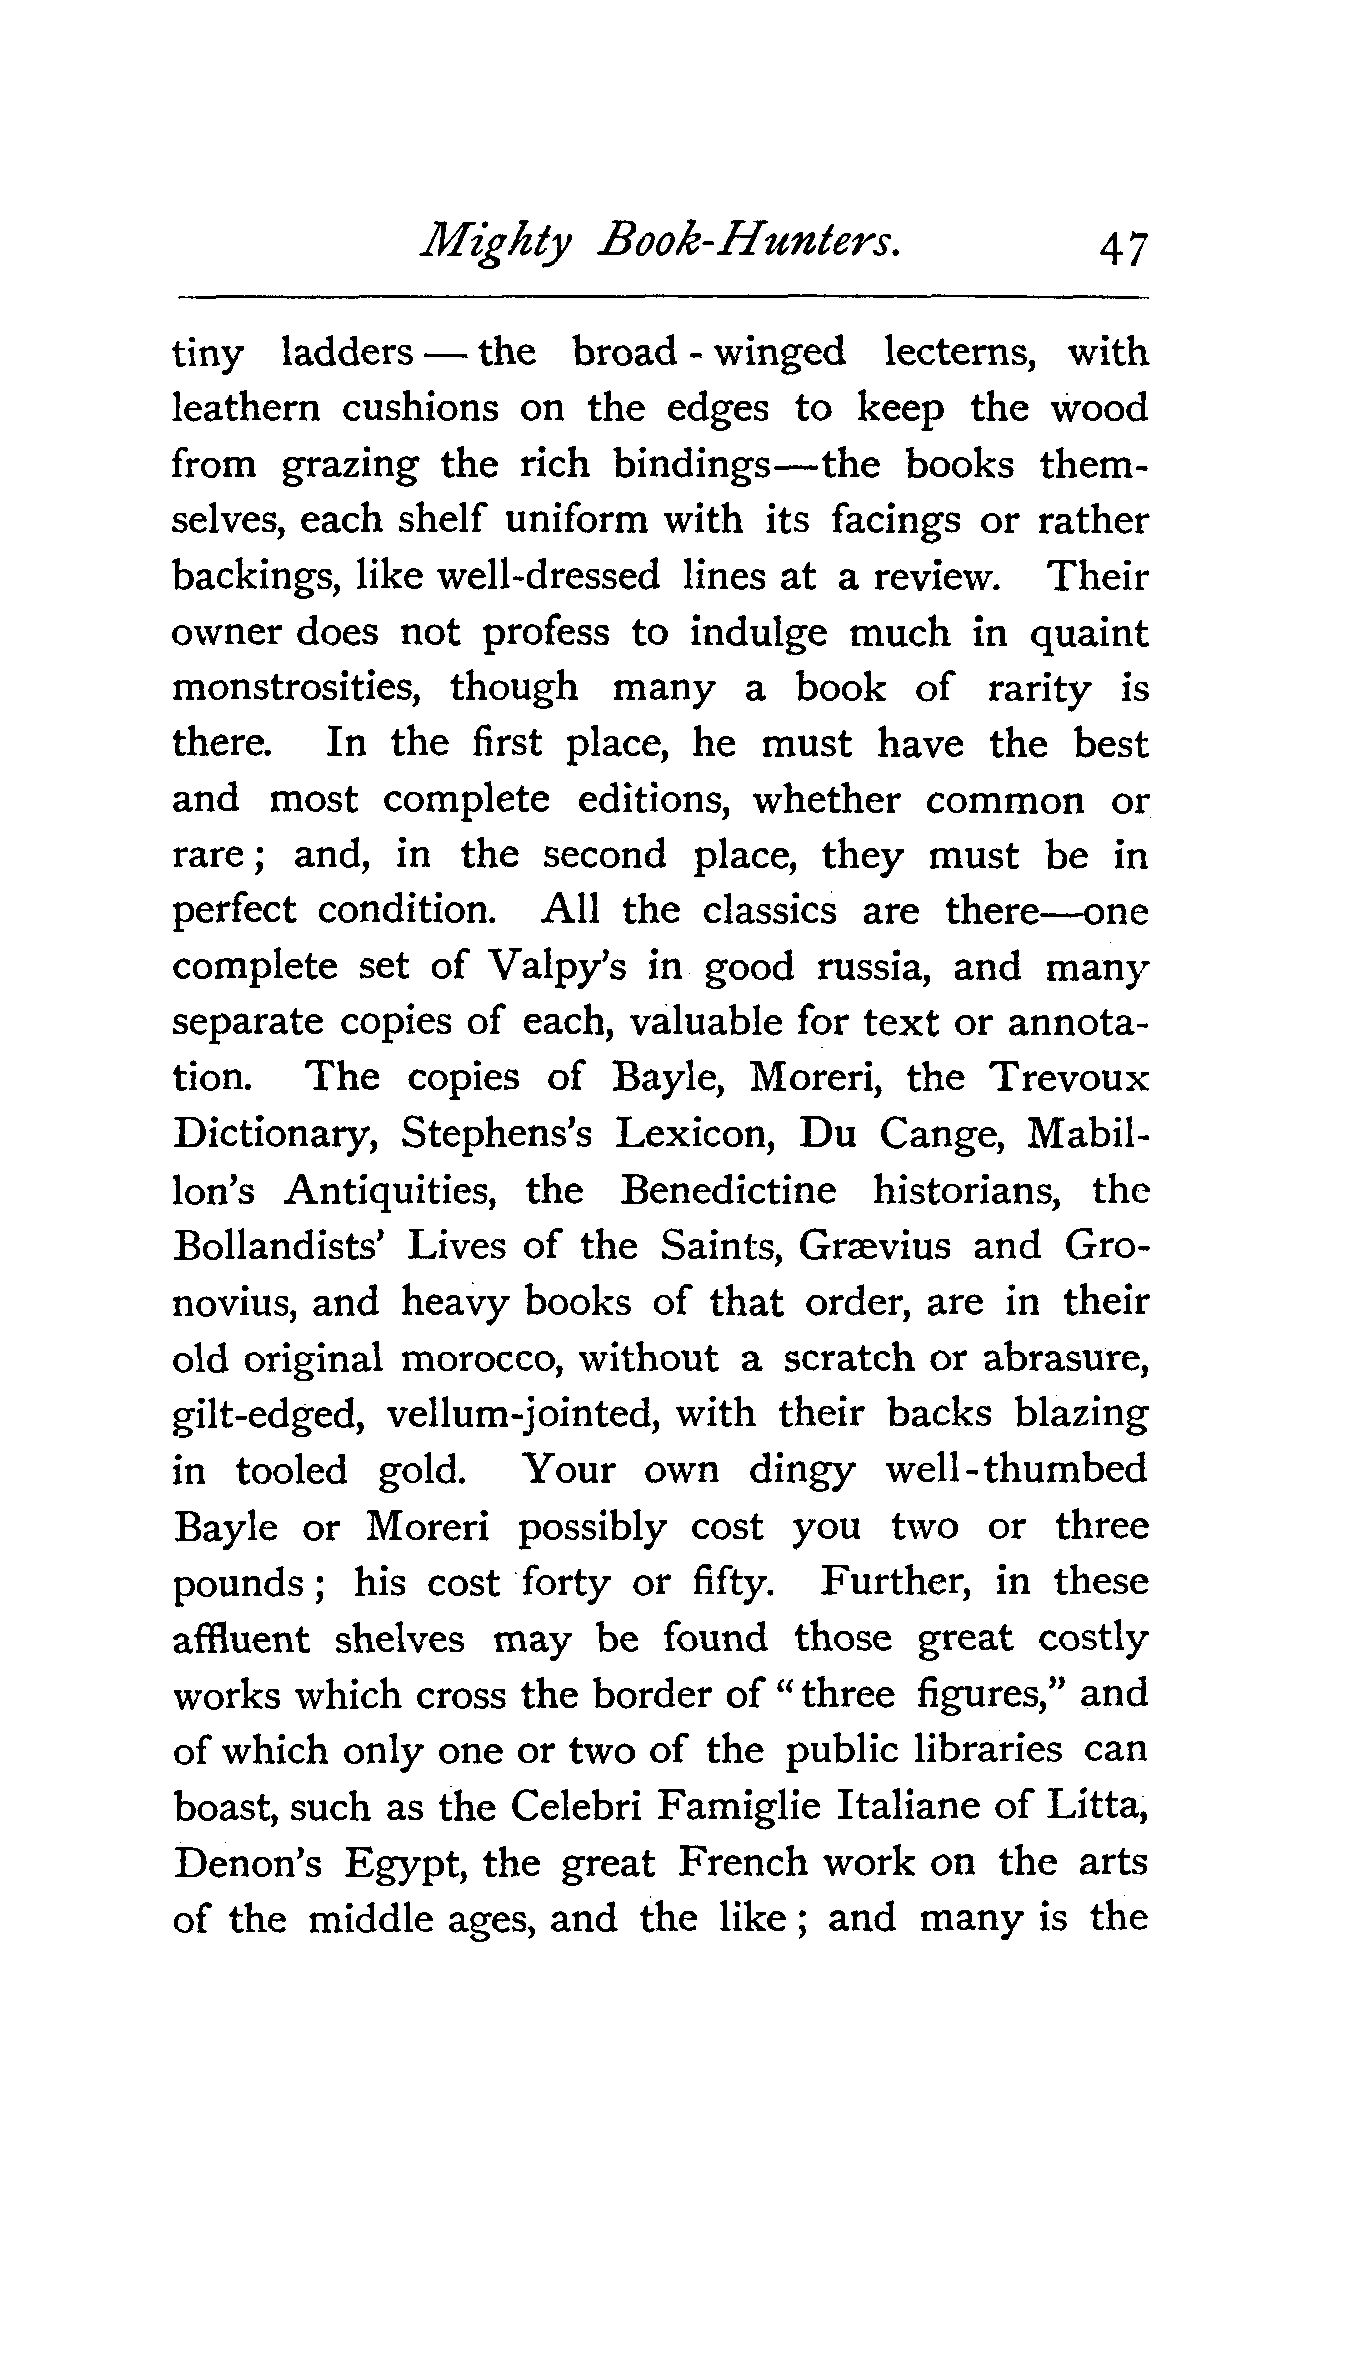 Mighty Book-Hunters. 47
tiny ladders — the broad - winged lecterns, with
leathern cushions on the edges to keep the wood
from grazing the rich bindings—the books them-
selves, each shelf uniform with its facings or rather
backings, like well-dressed lines at a review. Their
owner does not profess to indulge much in quaint
monstrosities, though many a book of rarity is
there. In the first place, he must have the best
and most complete editions, whether common or
rare ; and, in the second place, they must be in
perfect condition. All the classics are there—one
complete set of Valpy's in good russia, and many
separate copies of each, valuable for text or annota-
tion. The copies of Bayle, Moreri, the Trevoux
Dictionary, Stephens's Lexicon, Du Cange, Mabil-
lon's Antiquities, the Benedictine historians, the
Bollandists' Lives of the Saints, Grævius and Gro-
novius, and heavy books of that order, are in their
old original morocco, without a scratch or abrasure,
gilt-edged, vellum-jointed, with their backs blazing
in tooled gold. Your own dingy well-thumbed
Bayle or Moreri possibly cost you two or three
pounds ; his cost forty or fifty. Further, in these
affluent shelves may be found those great costly
works which cross the border of "three figures," and
of which only one or two of the public libraries can
boast, such as the Celebri Famiglie Italiane of Litta,
Denon's Egypt, the great French work on the arts
of the middle ages, and the like ; and many is the